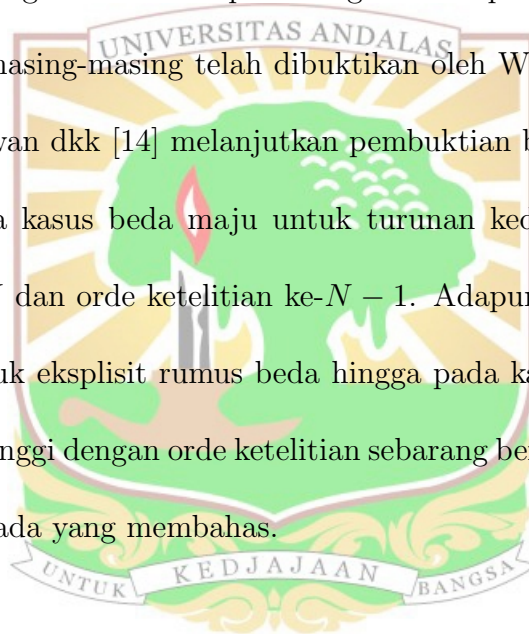 UNIVERSITAS ANDALAS
masing-masing telah dibuktikan oleh W
wan dkk [14] melanjutkan pembuktian b
a kasus beda maju untuk turunan ked
dan orde ketelitian ke-N − 1. Adapun
uk eksplisit rumus beda hingga pada ka
inggi dengan orde ketelitian sebarang be
ada yang membahas.
UNTUK KEDJAJAAN BANGSA